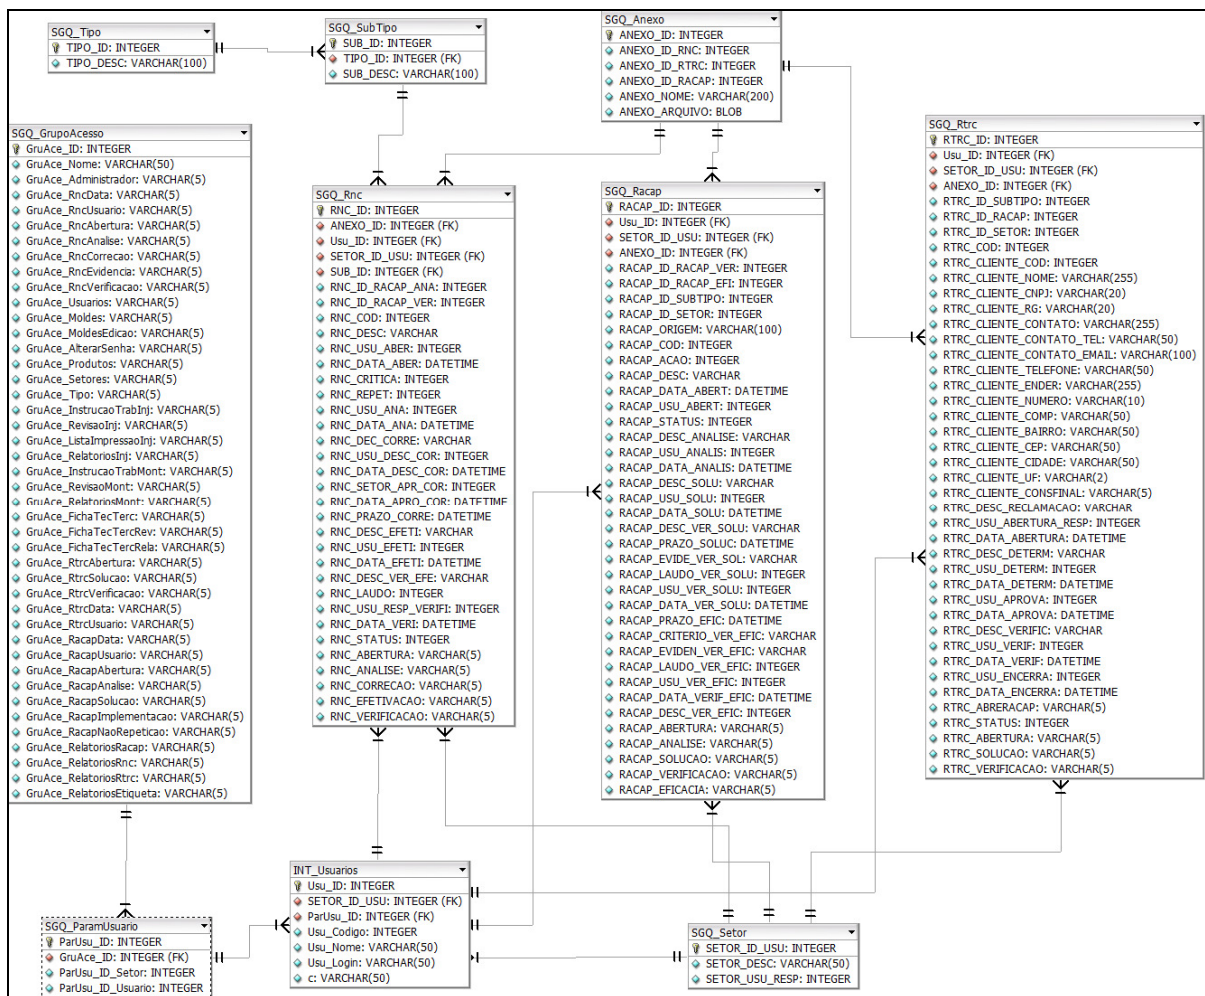 SGQ_Tipo
TIPO_ID: INTEGER
TIPO_DESC: VARCHAR(100)
SGQ_SubTipo
SUB_ID: INTEGER
TIPO_ID: INTEGER (FK)
SUB_DESC: VARCHAR(100)
SGQ_Anexo
ANEXO_ID: INTEGER
ANEXO_ID_RNC: INTEGER
ANEXO_ID_RTRC: INTEGER
ANEXO_ID_RACAP: INTEGER
ANEXO_NOME: VARCHAR(200)
ANEXO_ARQUIVO: BLOB
SGQ_GrupoAcesso
GruAce_ID: INTEGER
GruAce_Nome: VARCHAR(50)
GruAce_Administrador: VARCHAR(5)
GruAce_RncData: VARCHAR(5)
GruAce_RncUsuario: VARCHAR(5)
GruAce_RncAbertura: VARCHAR(5)
GruAce_RncAnalise: VARCHAR(5)
GruAce_RncCorrecao: VARCHAR(5)
GruAce_RncEvidencia: VARCHAR(5)
GruAce_RncVerificacao: VARCHAR(5)
GruAce_Usuarios: VARCHAR(5)
GruAce_Moldes: VARCHAR(5)
GruAce_MoldesEdicao: VARCHAR(5)
GruAce_AlterarSenha: VARCHAR(5)
GruAce_Produtos: VARCHAR(5)
GruAce_Setores: VARCHAR(5)
GruAce_Tipo: VARCHAR(5)
GruAce_InstrucaoTrabInj: VARCHAR(5)
GruAce_RevisaoInj: VARCHAR(5)
GruAce_ListaImpressaoInj: VARCHAR(5)
GruAce_RelatoriosInj: VARCHAR(5)
GruAce_InstrucaoTrabMont: VARCHAR(5)
GruAce_RevisaoMont: VARCHAR(5)
GruAce_RelatoriosMont: VARCHAR(5)
GruAce_FichaTecTerc: VARCHAR(5)
GruAce_FichaTecTercRev: VARCHAR(5)
GruAce_FichaTecTercRela: VARCHAR(5)
GruAce_RtrcAbertura: VARCHAR(5)
GruAce_RtrcSolucao: VARCHAR(5)
GruAce_RtrcVerificacao: VARCHAR(5)
GruAce_RtrcData: VARCHAR(5)
GruAce_RtrcUsuario: VARCHAR(5)
GruAce_RacapData: VARCHAR(5)
GruAce_RacapUsuario: VARCHAR(5)
GruAce_RacapAbertura: VARCHAR(5)
GruAce_RacapAnalise: VARCHAR(5)
GruAce_RacapSolucao: VARCHAR(5)
GruAce_RacapImplementacao: VARCHAR(5)
GruAce_RacapNaoRepeticao: VARCHAR(5)
GruAce_RelatoriosRacap: VARCHAR(5)
GruAce_RelatoriosRnc: VARCHAR(5)
GruAce_RelatoriosRtrc: VARCHAR(5)
GruAce_RelatoriosEtiqueta: VARCHAR(5)
SGQ_Rnc
RNC_ID: INTEGER
ANEXO_ID: INTEGER (FK)
Usu_ID: INTEGER (FK)
SETOR_ID_USU: INTEGER (FK)
SUB_ID: INTEGER (FK)
RNC_ID_RACAP_ANA: INTEGER
RNC_ID_RACAP_VER: INTEGER
RNC_COD: INTEGER
RNC_DESC: VARCHAR
RNC_USU_ABER: INTEGER
RNC_DATA_ABER: DATETIME
RNC_CRITICA: INTEGER
RNC_REPET: INTEGER
RNC_USU_ANA: INTEGER
RNC_DATA_ANA: DATETIME
RNC_DEC_CORRE: VARCHAR
RNC_USU_DESC_COR: INTEGER
RNC_DATA_DESC_COR: DATETIME
RNC_SETOR_APR_COR: INTEGER
RNC_DATA_APRO_COR: DATETIME
RNC_PRAZO_CORRE: DATETIME
RNC_DESC_EFETI: VARCHAR
RNC_USU_EFETI: INTEGER
RNC_DATA_EFETI: DATETIME
RNC_DESC_VER_EFE: VARCHAR
RNC_LAUDO: INTEGER
RNC_USU_RESP_VERIFI: INTEGER
RNC_DATA_VERI: DATETIME
RNC_STATUS: INTEGER
RNC_ABERTURA: VARCHAR(5)
RNC_ANALISE: VARCHAR(5)
RNC_CORRECAO: VARCHAR(5)
RNC_EFETIVACAO: VARCHAR(5)
RNC_VERIFICACAO: VARCHAR(5)
SGQ_Racap
RACAP_ID: INTEGER
Usu_ID: INTEGER (FK)
SETOR_ID_USU: INTEGER (FK)
ANEXO_ID: INTEGER (FK)
RACAP_ID_RACAP_VER: INTEGER
RACAP_ID_RACAP_EFI: INTEGER
RACAP_ID_SUBTIPO: INTEGER
RACAP_ID_SETOR: INTEGER
RACAP_ORIGEM: VARCHAR(100)
RACAP_COD: INTEGER
RACAP_ACAO: INTEGER
RACAP_DESC: VARCHAR
RACAP_DATA_ABERT: DATETIME
RACAP_USU_ABERT: INTEGER
RACAP_STATUS: INTEGER
RACAP_DESC_ANALISE: VARCHAR
RACAP_USU_ANALIS: INTEGER
RACAP_DATA_ANALIS: DATETIME
RACAP_DESC_SOLU: VARCHAR
RACAP_USU_SOLU: INTEGER
RACAP_DATA_SOLU: DATETIME
RACAP_DESC_VER_SOLU: VARCHAR
RACAP_PRAZO_SOLUC: DATETIME
RACAP_EVIDE_VER_SOL: VARCHAR
RACAP_LAUDO_VER_SOLU: INTEGER
RACAP_USU_VER_SOLU: INTEGER
RACAP_DATA_VER_SOLU: DATETIME
RACAP_PRAZO_EFIC: DATETIME
RACAP_CRITERIO_VER_EFIC: VARCHAR
RACAP_EVIDEN_VER_EFIC: VARCHAR
RACAP_LAUDO_VER_EFIC: INTEGER
RACAP_USU_VER_EFIC: INTEGER
RACAP_DATA_VERIF_EFIC: DATETIME
RACAP_DESC_VER_EFIC: INTEGER
RACAP_ABERTURA: VARCHAR(5)
RACAP_ANALISE: VARCHAR(5)
RACAP_SOLUCAO: VARCHAR(5)
RACAP_VERIFICACAO: VARCHAR(5)
RACAP_EFICACIA: VARCHAR(5)
SGQ_Rtrc
RTRC_ID: INTEGER
Usu_ID: INTEGER (FK)
SETOR_ID_USU: INTEGER (FK)
ANEXO_ID: INTEGER (FK)
RTRC_ID_SUBTIPO: INTEGER
RTRC_ID_RACAP: INTEGER
RTRC_ID_SETOR: INTEGER
RTRC_COD: INTEGER
RTRC_CLIENTE_COD: INTEGER
RTRC_CLIENTE_NOME: VARCHAR(255)
RTRC_CLIENTE_CNPJ: VARCHAR(20)
RTRC_CLIENTE_RG: VARCHAR(20)
RTRC_CLIENTE_CONTATO: VARCHAR(255)
RTRC_CLIENTE_CONTATO_TEL: VARCHAR(50)
RTRC_CLIENTE_CONTATO_EMAIL: VARCHAR(100)
RTRC_CLIENTE_TELEFONE: VARCHAR(50)
RTRC_CLIENTE_ENDER: VARCHAR(255)
RTRC_CLIENTE_NUMERO: VARCHAR(10)
RTRC_CLIENTE_COMP: VARCHAR(50)
RTRC_CLIENTE_BAIRRO: VARCHAR(50)
RTRC_CLIENTE_CEP: VARCHAR(50)
RTRC_CLIENTE_CIDADE: VARCHAR(50)
RTRC_CLIENTE_UF: VARCHAR(2)
RTRC_CLIENTE_CONSFINAL: VARCHAR(5)
RTRC_DESC_RECLAMACAO: VARCHAR
RTRC_USU_ABERTURA_RESP: INTEGER
RTRC_DATA_ABERTURA: DATETIME
RTRC_DESC_DETERM: VARCHAR
RTRC_USU_DETERM: INTEGER
RTRC_DATA_DETERM: DATETIME
RTRC_USU_APROVA: INTEGER
RTRC_DATA_APROVA: DATETIME
RTRC_DESC_VERIFIC: VARCHAR
RTRC_USU_VERIF: INTEGER
RTRC_DATA_VERIF: DATETIME
RTRC_USU_ENCERRA: INTEGER
RTRC_DATA_ENCERRA: DATETIME
RTRC_ABRERACAP: VARCHAR(5)
RTRC_STATUS: INTEGER
RTRC_ABERTURA: VARCHAR(5)
RTRC_SOLUCAO: VARCHAR(5)
RTRC_VERIFICACAO: VARCHAR(5)
SGQ_ParamUsuario
ParUsu_ID: INTEGER
GruAce_ID: INTEGER (FK)
ParUsu_ID_Setor: INTEGER
ParUsu_ID_Usuario: INTEGER
INT_Usuarios
Usu_ID: INTEGER
SETOR_ID_USU: INTEGER (FK)
ParUsu_ID: INTEGER (FK)
Usu_Codigo: INTEGER
Usu_Nome: VARCHAR(50)
Usu_Login: VARCHAR(50)
c: VARCHAR(50)
SGQ_Setor
SETOR_ID_USU: INTEGER
SETOR_DESC: VARCHAR(50)
SETOR_USU_RESP: INTEGER